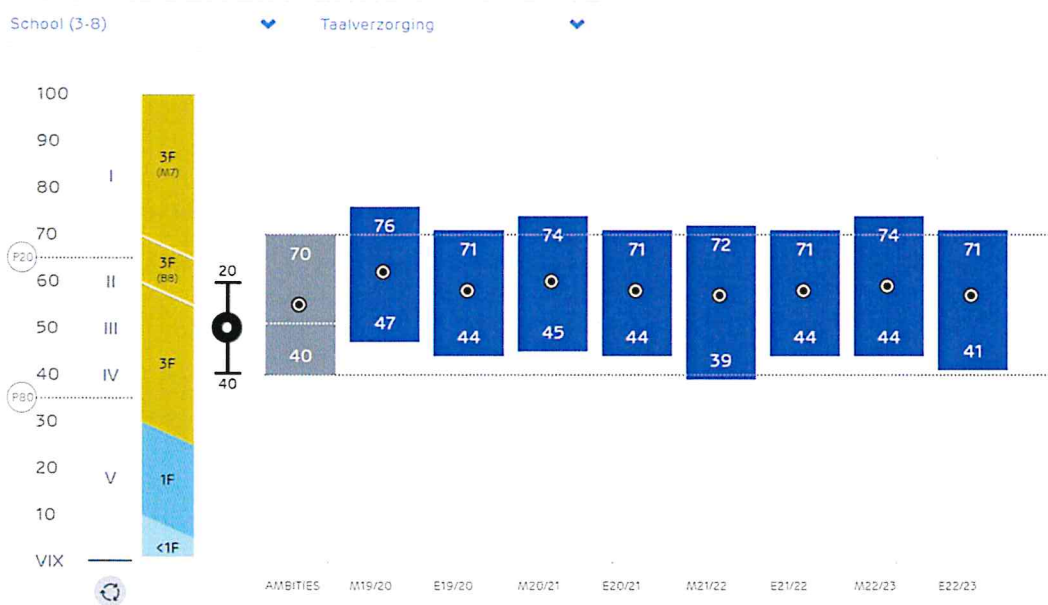 School (3-8) Taalverzorging
100
90
3F
(M7)
I
80
70
76
74
72
74
P20
70
71
71
71
71
3F
(B8)
20
60
II
50
III
47
44
45
44
44
44
40
39
41
3F
40
IV
40
P80
30
20
V
1F
10
<1F
VIX
AMBITIES M19/20 E19/20 M20/21 E20/21 M21/22 E21/22 M22/23 E22/23